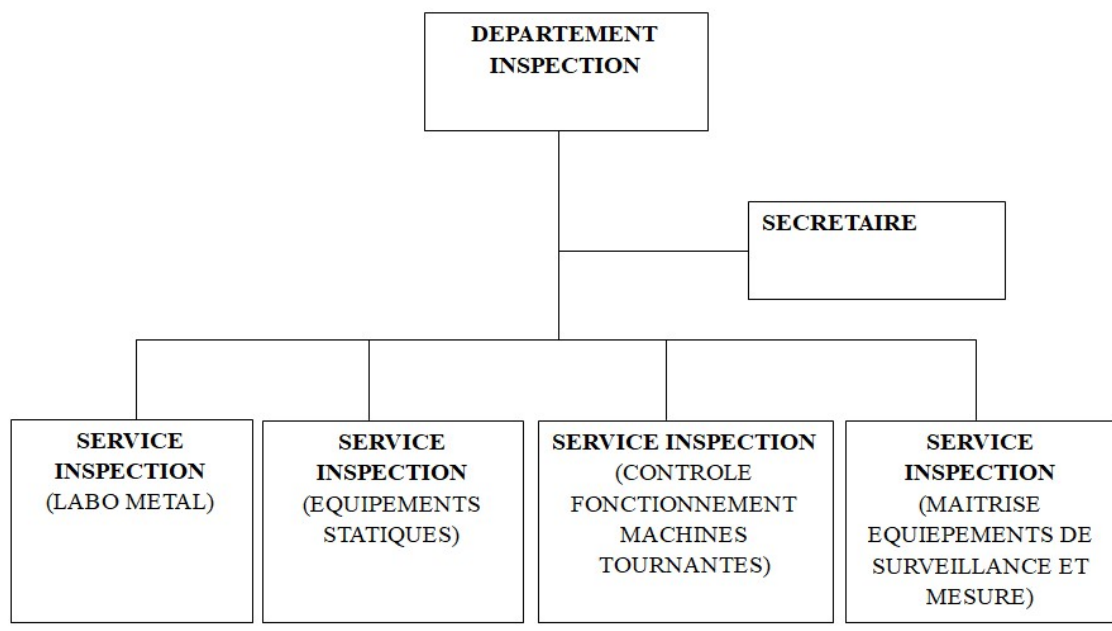 DEPARTEMENT
INSPECTION
SECRETAIRE
SERVICE
INSPECTION
(LABO METAL)
SERVICE
INSPECTION
(EQUIPEMENTS
STATIQUES)
SERVICE INSPECTION
(CONTROLE
FONCTIONNEMENT
MACHINES
TOURNANTES)
SERVICE
INSPECTION
(MAITRISE
EQUIEPEMENTS DE
SURVEILLANCE ET
MESURE)